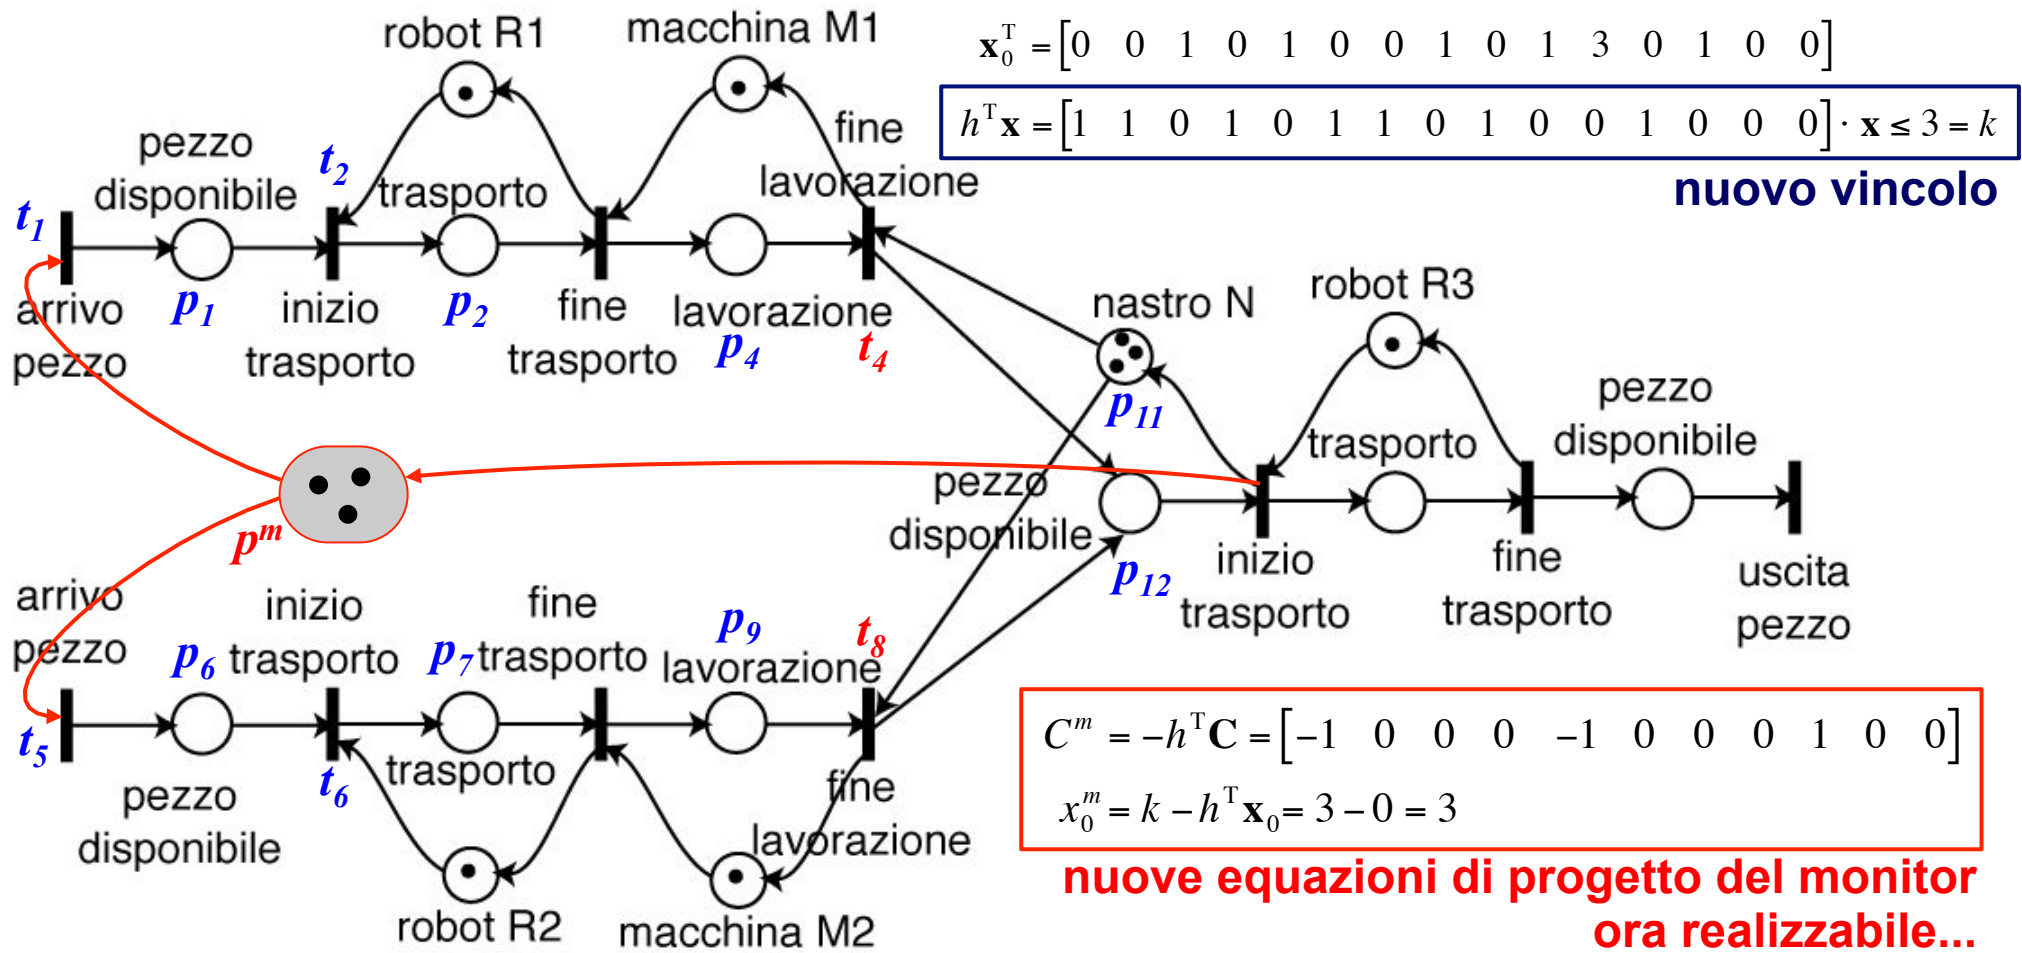 robot R1
macchina M1
x₀ᵀ = [0 0 1 0 1 0 0 1 0 1 3 0 1 0 0]
hᵀx = [1 1 0 1 0 1 1 0 1 0 0 1 0 0 0] · x ≤ 3 = k
nuovo vincolo
pezzo
disponibile
t₂
trasporto
fine
lavorazione
t₁
arrivo
pezzo
p₁
inizio
trasporto
p₂
fine
trasporto
lavorazione
p₄
t₄
nastro N
robot R3
p₁₁
pezzo
disponibile
trasporto
pezzo
disponibile
pᵐ
p₁₂
inizio
trasporto
fine
trasporto
uscita
pezzo
arrivo
pezzo
p₆
inizio
trasporto
p₇
fine
trasporto
p₉
lavorazione
t₈
t₅
pezzo
disponibile
t₆
trasporto
fine
lavorazione
robot R2
macchina M2
Cᵐ = −hᵀC = [−1 0 0 0 −1 0 0 0 1 0 0]
x₀ᵐ = k − hᵀx₀ = 3 − 0 = 3
nuove equazioni di progetto del monitor
ora realizzabile...